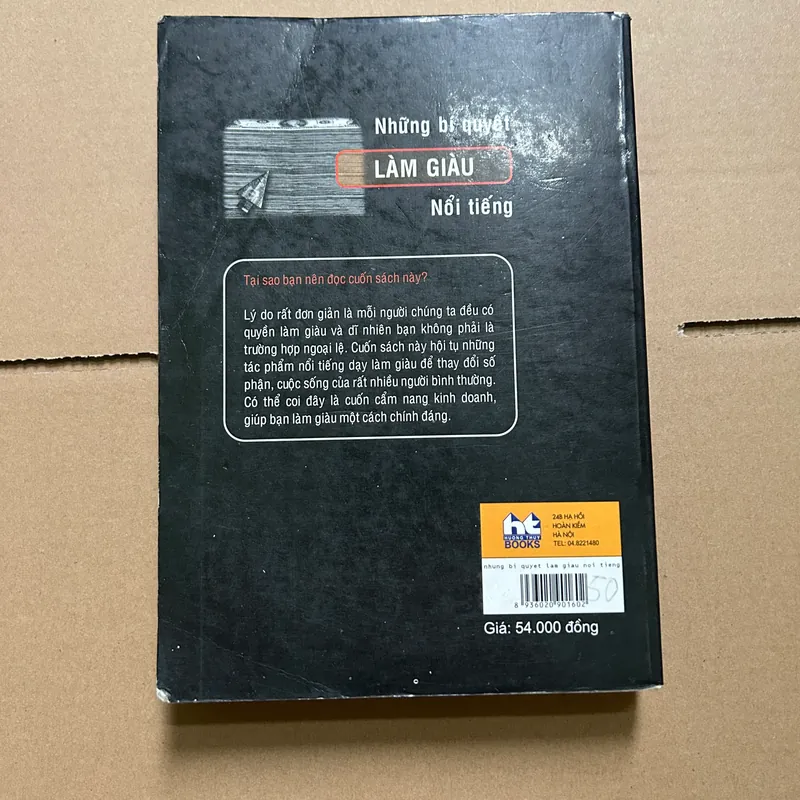 Những bí quyết
LÀM GIÀU
Nổi tiếng
Tại sao bạn nên đọc cuốn sách này?
Lý do rất đơn giản là mỗi người chúng ta đều có
quyền làm giàu và dĩ nhiên bạn không phải là
trường hợp ngoại lệ. Cuốn sách này hội tụ những
tác phẩm nổi tiếng dạy làm giàu để thay đổi số
phận, cuộc sống của rất nhiều người bình thường.
Có thể coi đây là cuốn cẩm nang kinh doanh,
giúp bạn làm giàu một cách chính đáng.
ht
HUONG THUY
BOOKS
24B HẠ HỒI
HOÀN KIẾM
HÀ NỘI
TEL: 04.8221480
nhung bi quyet lam giau noi tieng
8 936020 901602
50
Giá: 54.000 đồng